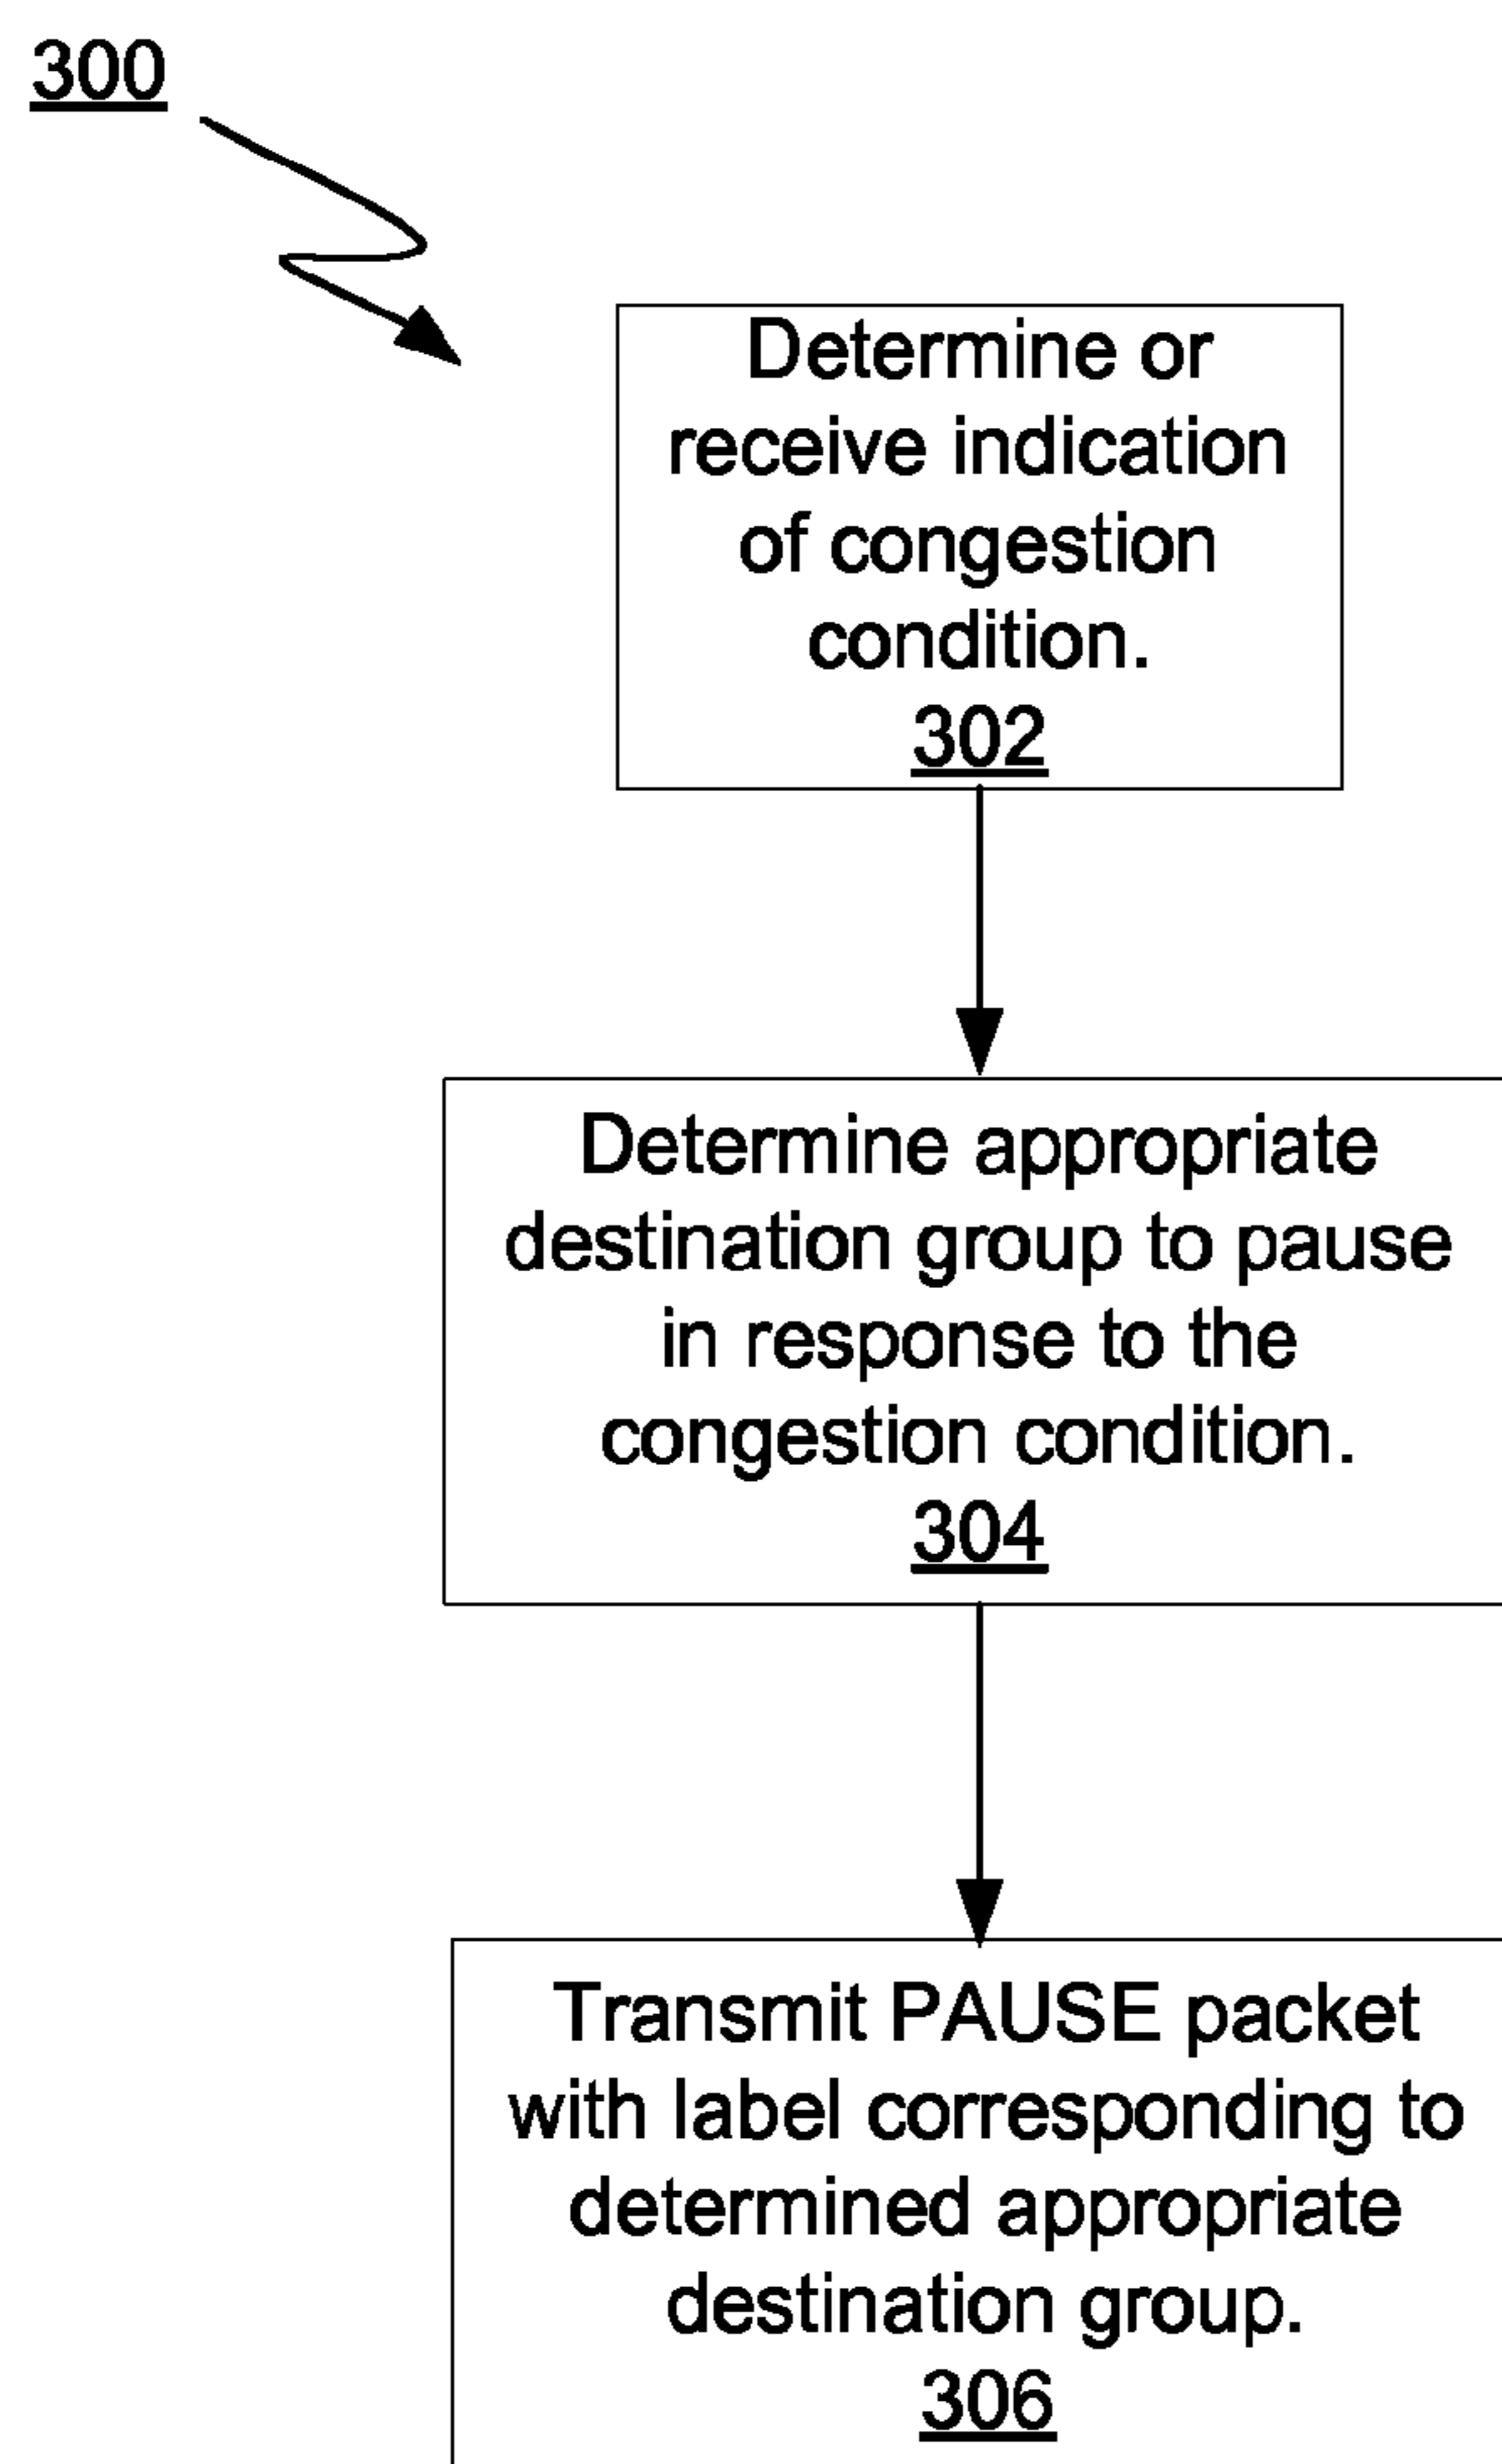 300
Determine or
receive indication
of congestion
condition.
302
Determine appropriate
destination group to pause
in response to the
congestion condition.
304
Transmit PAUSE packet
with label corresponding to
determined appropriate
destination group.
306